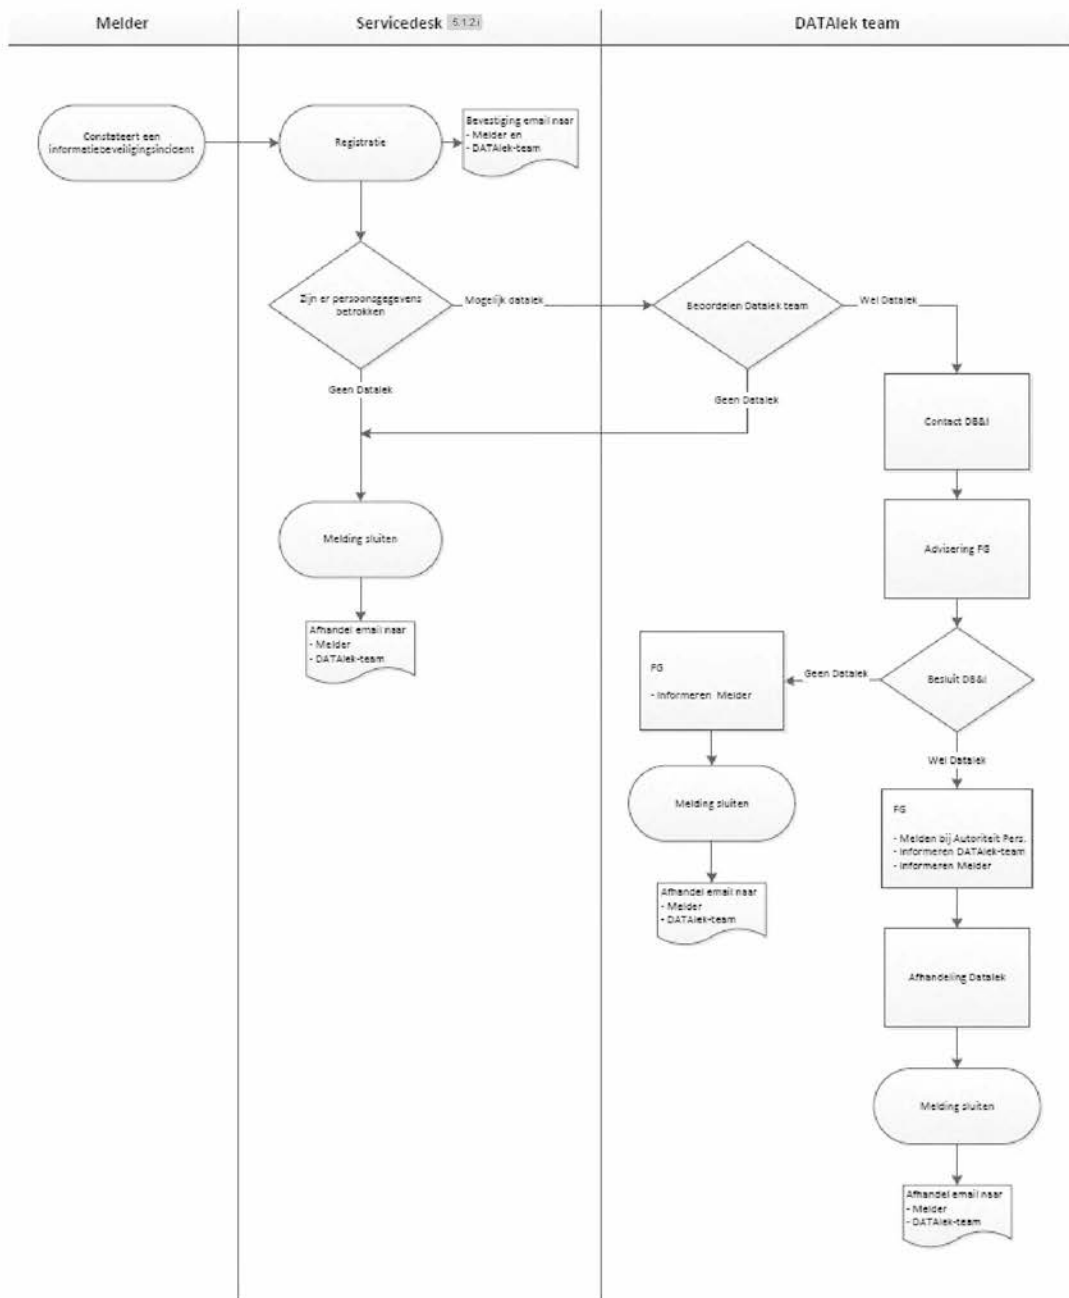 Melder
Servicedesk 5.1.2.i
DATAlek team
Constateert een
informatiebeveiligingsincident
Registratie
Bevestiging email naar
- Melder en
- DATAlek-team
Zijn er persoonsgegevens
betrokken
Mogelijk datalek
Beoordelen Datalek team
Wel Datalek
Geen Datalek
Geen Datalek
Contact DB&I
Melding sluiten
Advisering FG
Afhandel email naar
- Melder
- DATAlek-team
FG
- Informeren Melder
Geen Datalek
Besluit DB&I
Wel Datalek
Melding sluiten
FG
- Melden bij Autoriteit Pers.
- Informeren DATAlek-team
- Informeren Melder
Afhandel email naar
- Melder
- DATAlek-team
Afhandeling Datalek
Melding sluiten
Afhandel email naar
- Melder
- DATAlek-team